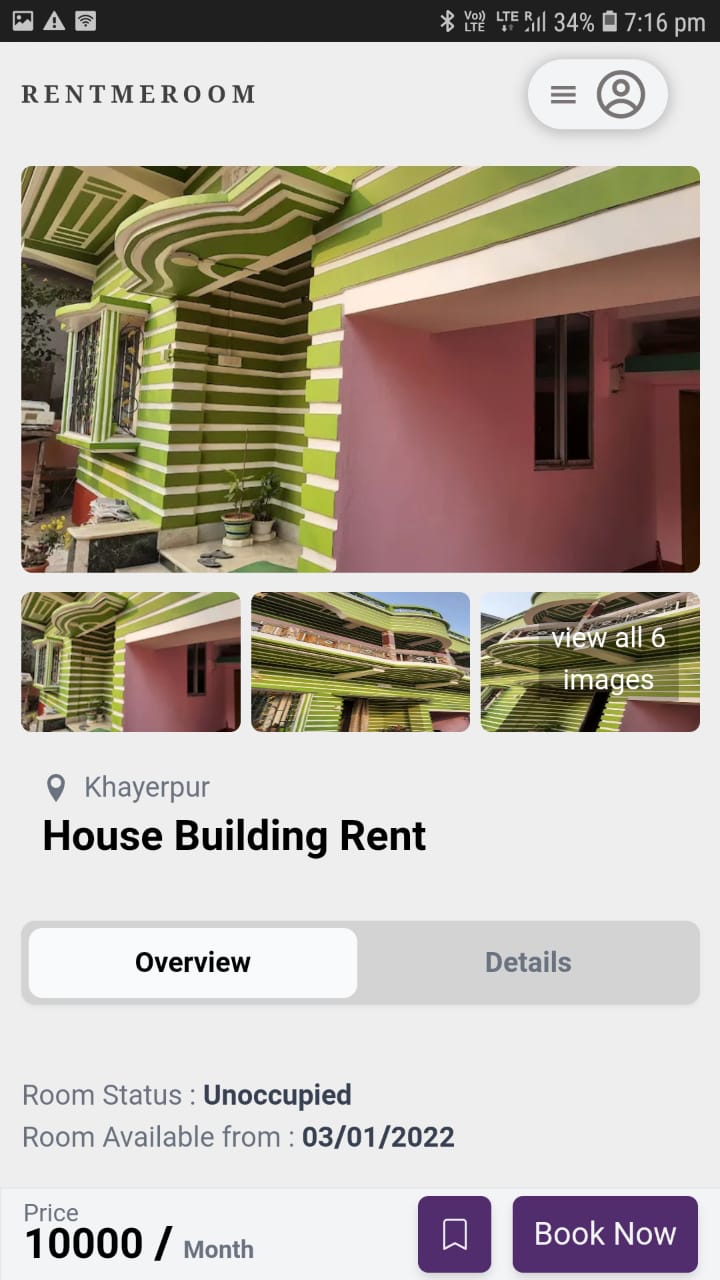 Vo)) LTE LTE R 34% 7:16 pm
RENTMEROOM
view all 6
images
Khayerpur
House Building Rent
Overview Details
Room Status : Unoccupied
Room Available from : 03/01/2022
Price
10000 / Month
Book Now